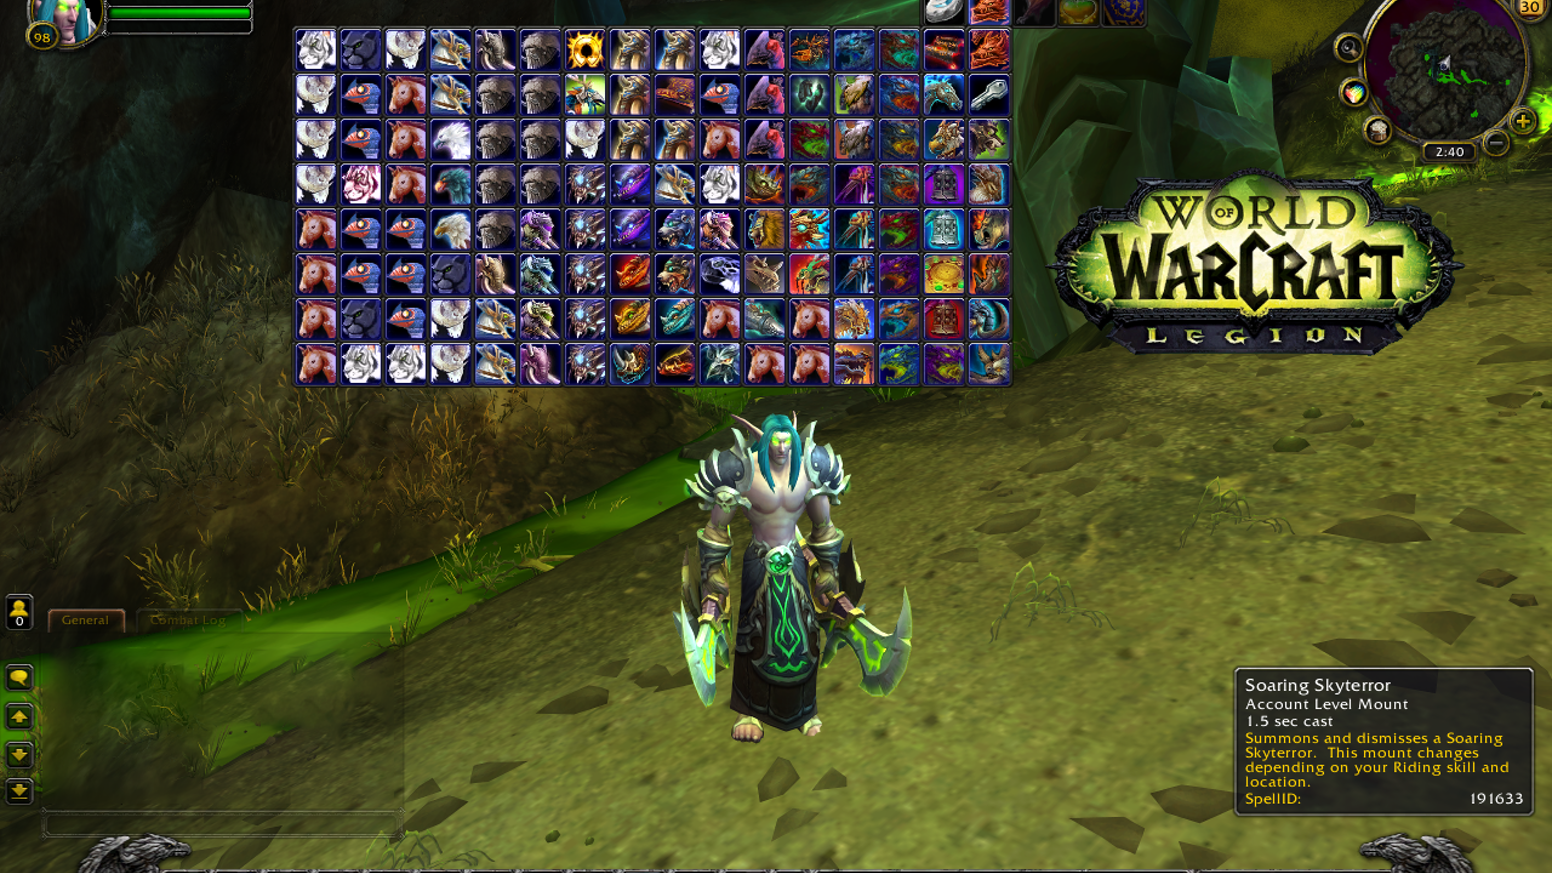 98
30
2:40
WORLD
OF
WARCRAFT
LEGION
0
General
Combat Log
Soaring Skyterror
Account Level Mount
1.5 sec cast
Summons and dismisses a Soaring
Skyterror. This mount changes
depending on your Riding skill and
location.
SpellID: 191633